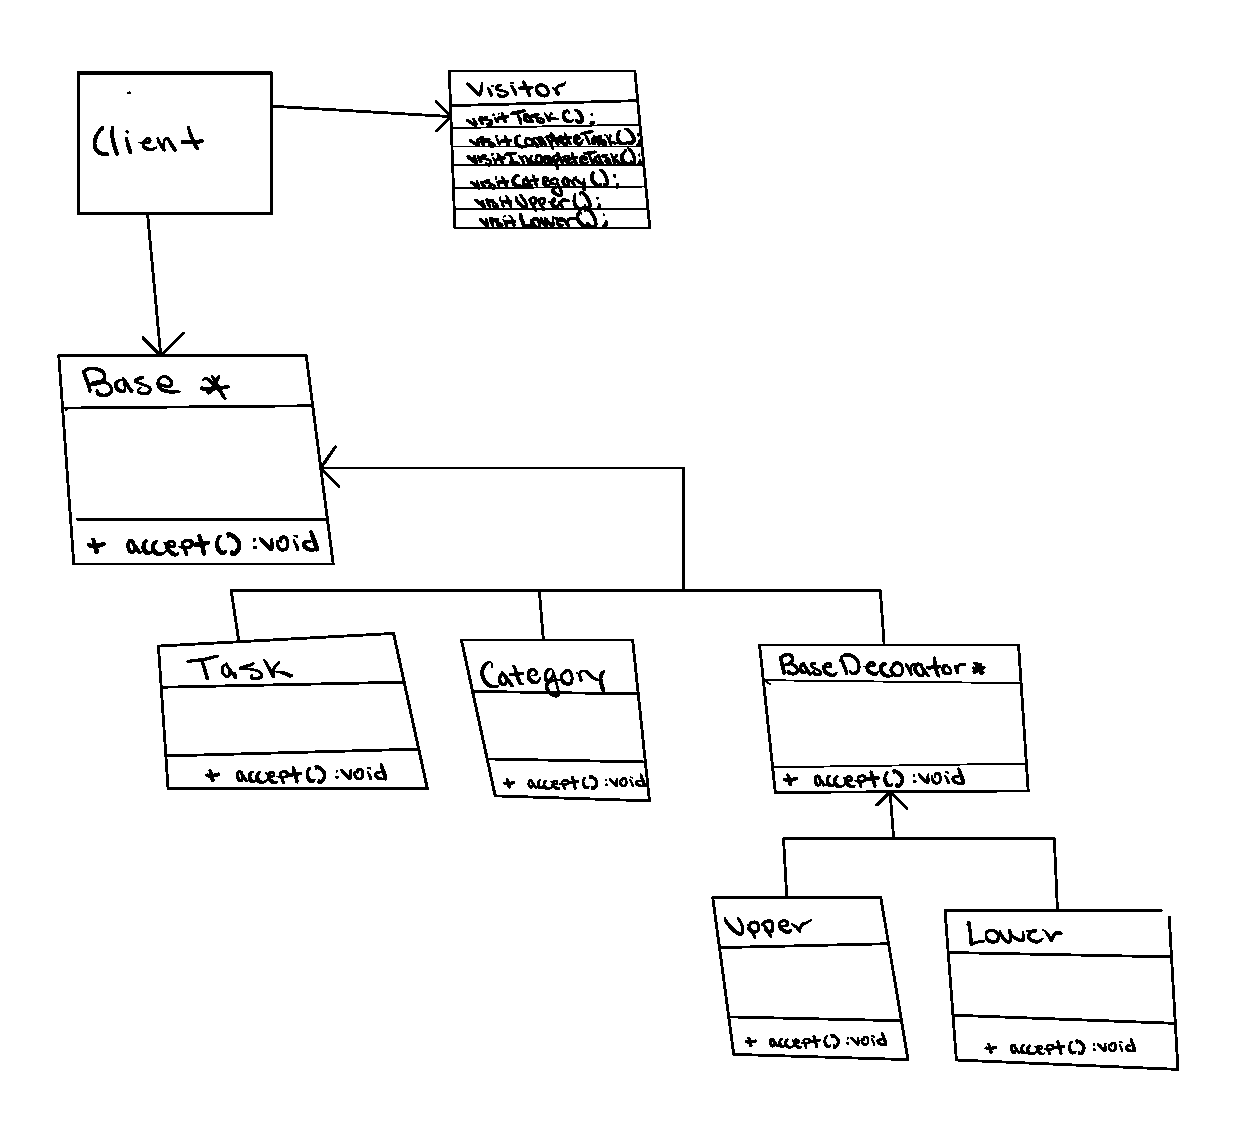 Client
Visitor
visitTask();
visitCompleteTask();
visitIncompleteTask();
visitCategory();
visitUpper();
visitLower();
Base *
+ accept() : void
Task
+ accept() : void
Category
+ accept() : void
BaseDecorator *
+ accept() : void
Upper
+ accept() : void
Lower
+ accept() : void